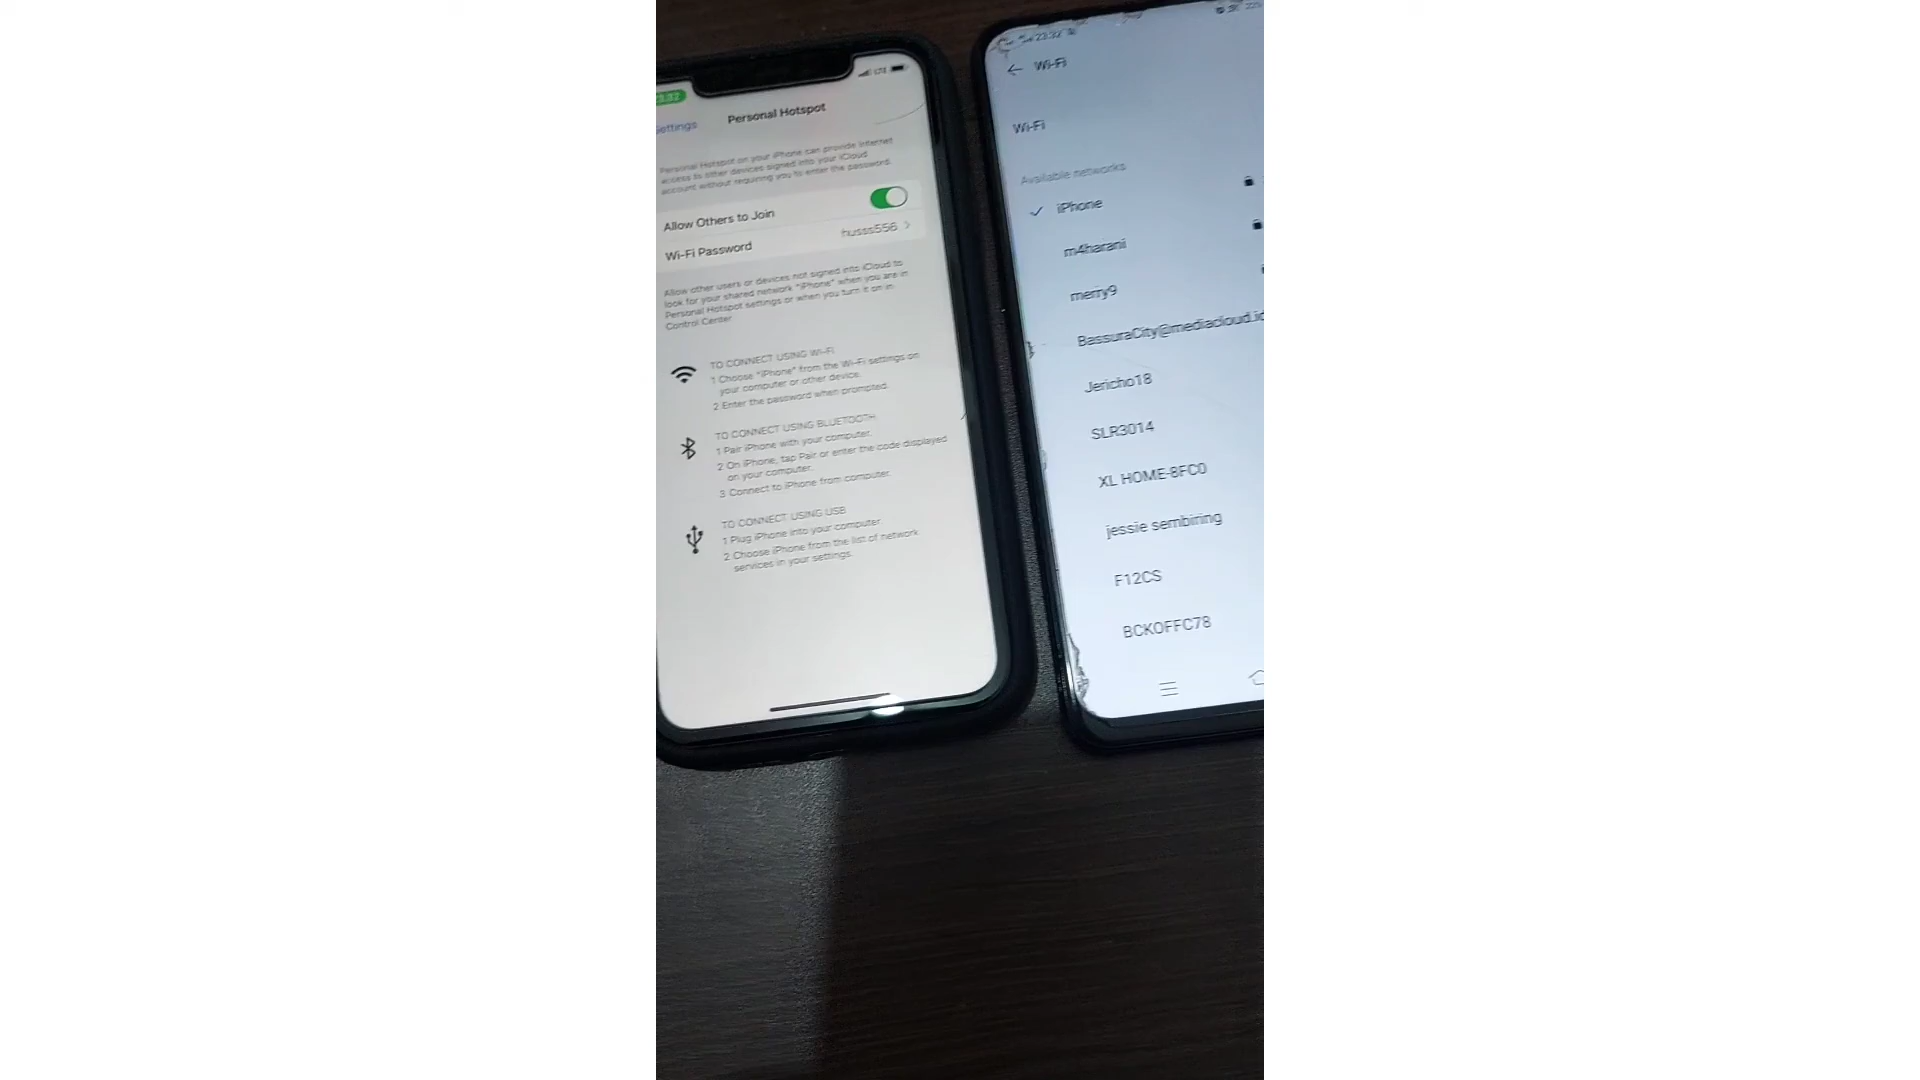 Personal Hotspot
Personal Hotspot on your iPhone can provide Internet
access to other devices signed into your iCloud
account without requiring you to enter the password.
Allow Others to Join
Wi-Fi Password husss556
Allow other users or devices not signed into iCloud to
look for your shared network "iPhone" when you are in
Personal Hotspot settings or when you turn it on in
Control Center
TO CONNECT USING WI-FI
1 Choose "iPhone" from the Wi-Fi settings on
your computer or other device.
2 Enter the password when prompted.
TO CONNECT USING BLUETOOTH
1 Pair iPhone with your computer.
2 On iPhone, tap Pair or enter the code displayed
on your computer.
3 Connect to iPhone from computer.
TO CONNECT USING USB
1 Plug iPhone into your computer.
2 Choose iPhone from the list of network
services in your settings.
23:32
Wi-Fi
Wi-Fi
Available networks
iPhone
m4harani
merry9
BassuraCity@mediacloud.id
Jericho18
SLR3014
XL HOME-8FC0
jessie sembiring
F12CS
BCKOFFC78